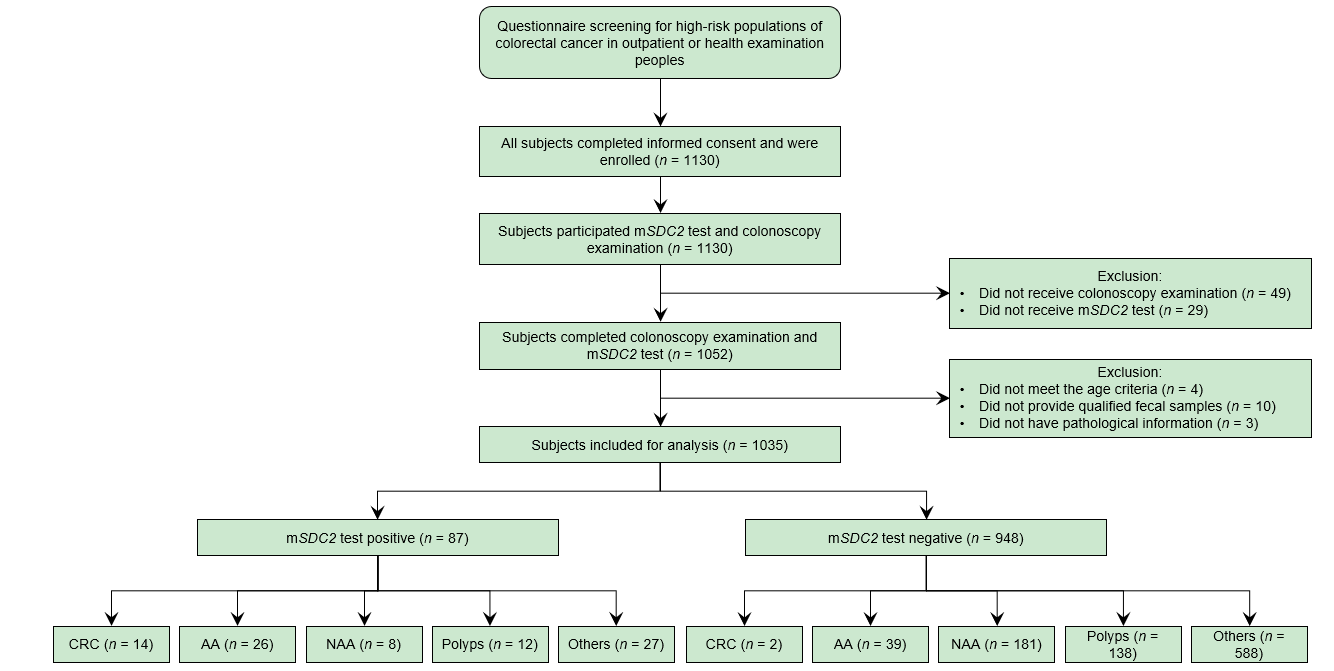 Questionnaire screening for high-risk populations of
colorectal cancer in outpatient or health examination
peoples
All subjects completed informed consent and were
enrolled (n = 1130)
Subjects participated mSDC2 test and colonoscopy
examination (n = 1130)
Exclusion:
• Did not receive colonoscopy examination (n = 49)
• Did not receive mSDC2 test (n = 29)
Subjects completed colonoscopy examination and
mSDC2 test (n = 1052)
Exclusion:
• Did not meet the age criteria (n = 4)
• Did not provide qualified fecal samples (n = 10)
• Did not have pathological information (n = 3)
Subjects included for analysis (n = 1035)
mSDC2 test positive (n = 87)
mSDC2 test negative (n = 948)
CRC (n = 14)
AA (n = 26)
NAA (n = 8)
Polyps (n = 12)
Others (n = 27)
CRC (n = 2)
AA (n = 39)
NAA (n = 181)
Polyps (n =
138)
Others (n =
588)